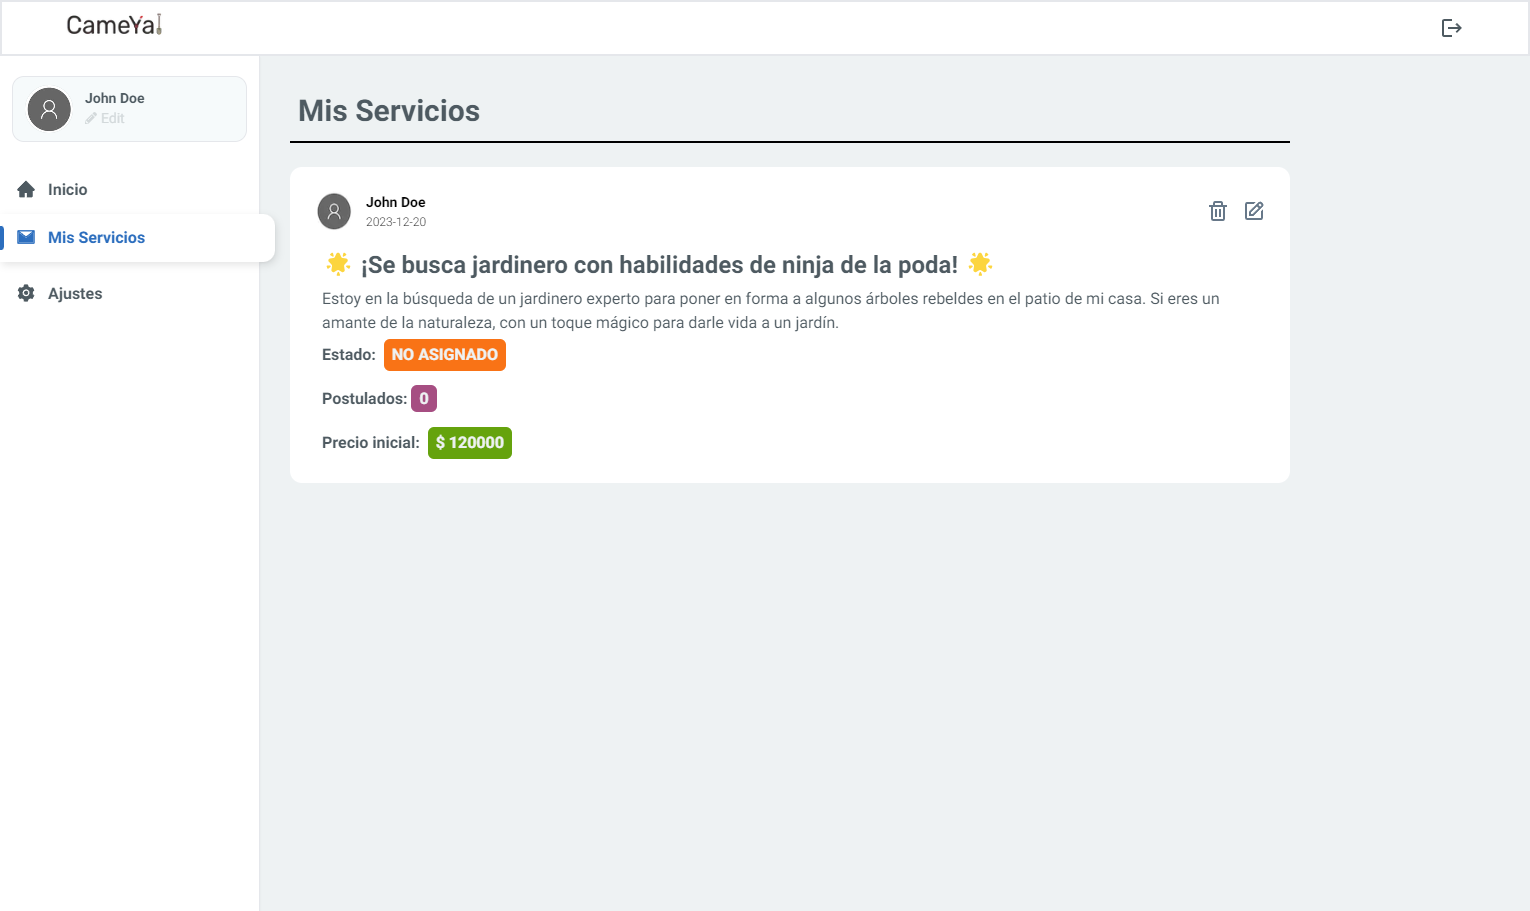 CameYa!
John Doe
Edit
Inicio
Mis Servicios
Ajustes
Mis Servicios
John Doe
2023-12-20
🌟 ¡Se busca jardinero con habilidades de ninja de la poda! 🌟
Estoy en la búsqueda de un jardinero experto para poner en forma a algunos árboles rebeldes en el patio de mi casa. Si eres un
amante de la naturaleza, con un toque mágico para darle vida a un jardín.
Estado: NO ASIGNADO
Postulados: 0
Precio inicial: $ 120000